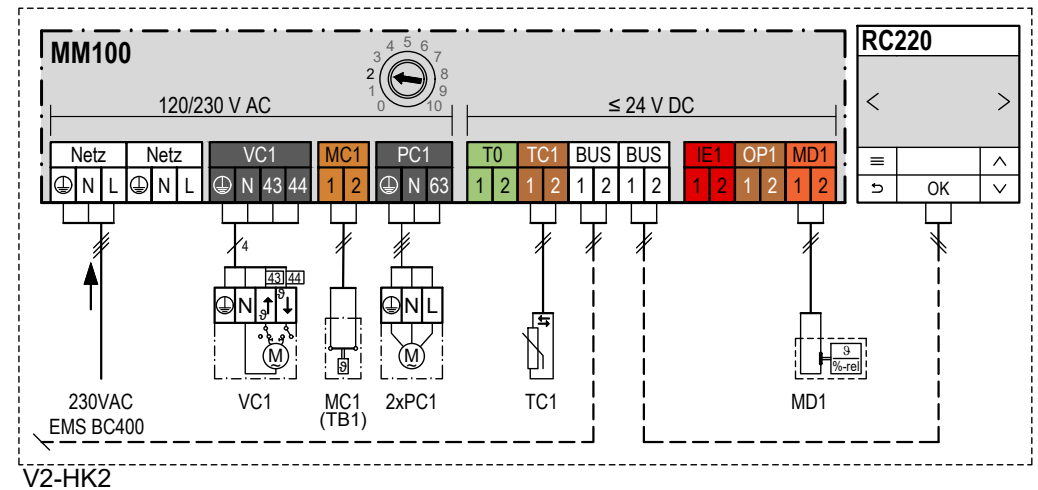 MM100
0 1 2 3 4 5 6 7 8 9 10
RC220
120/230 V AC
≤ 24 V DC
< >
Netz Netz VC1 MC1 PC1 T0 TC1 BUS BUS IE1 OP1 MD1
N L N L N 43 44 1 2 N 63 1 2 1 2 1 2 1 2 1 2 1 2 1 2
OK
4
43 44
N ϑ ϑ
N L
M
ϑ
M
ϑ
%-rel
230VAC
EMS BC400
VC1
MC1
(TB1)
2xPC1
TC1
MD1
V2-HK2